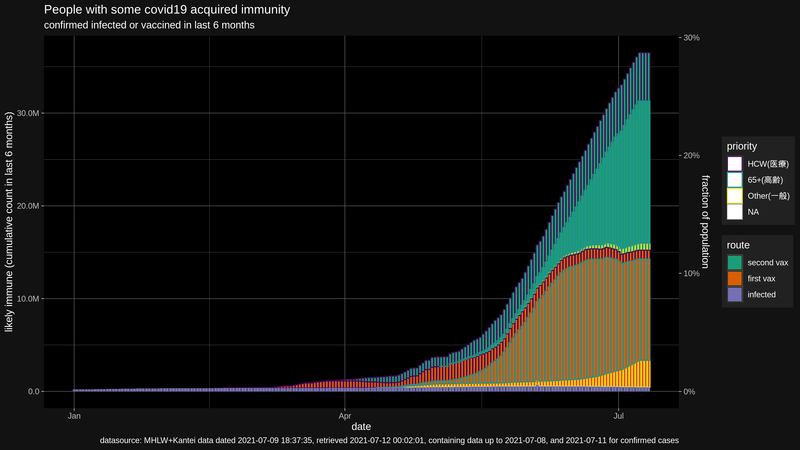 People with some covid19 acquired immunity
confirmed infected or vaccined in last 6 months
30%
30.0M
20%
20.0M
10%
10.0M
0.0
0%
likely immune (cumulative count in last 6 months)
fraction of population
Jan
Apr
Jul
date
priority
HCW(医療)
65+(高齢)
Other(一般)
NA
route
second vax
first vax
infected
datasource: MHLW+Kantei data dated 2021-07-09 18:37:35, retrieved 2021-07-12 00:02:01, containing data up to 2021-07-08, and 2021-07-11 for confirmed cases